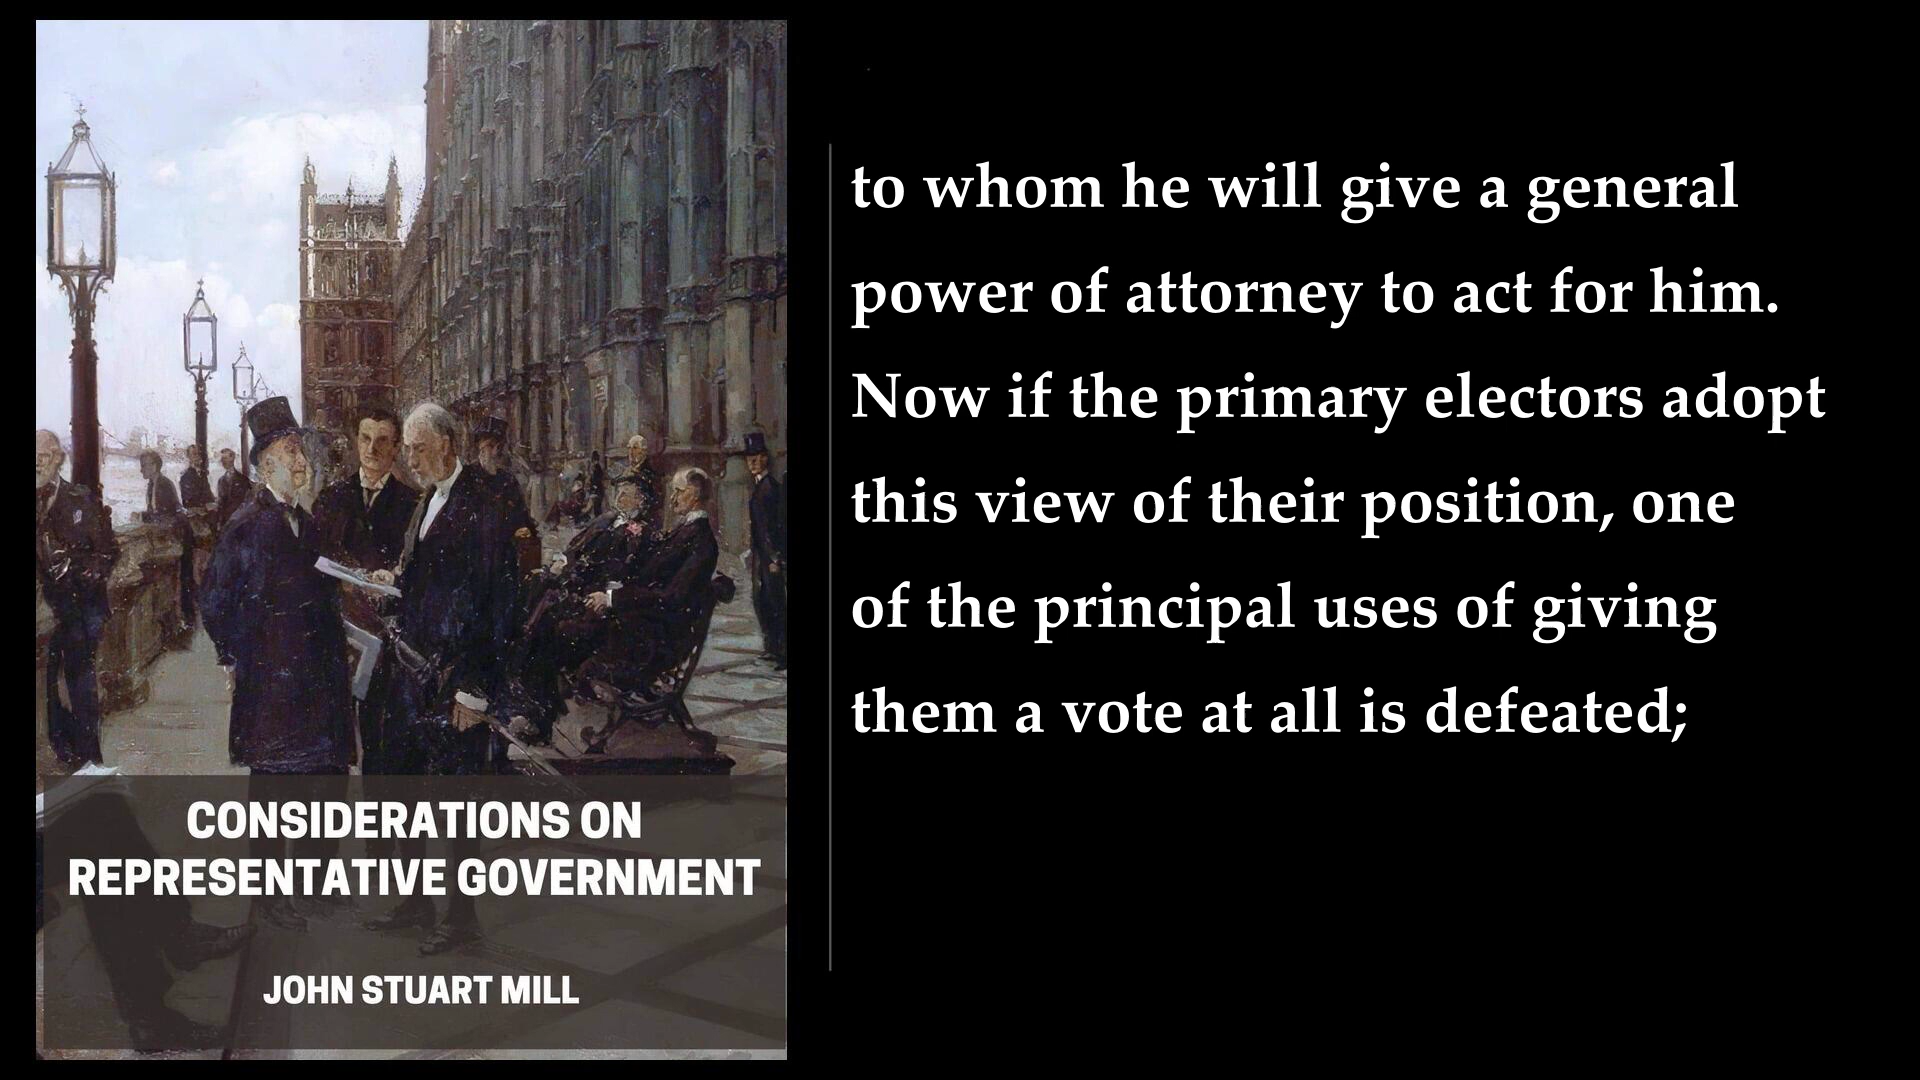 CONSIDERATIONS ON
REPRESENTATIVE GOVERNMENT
JOHN STUART MILL
to whom he will give a general
power of attorney to act for him.
Now if the primary electors adopt
this view of their position, one
of the principal uses of giving
them a vote at all is defeated;